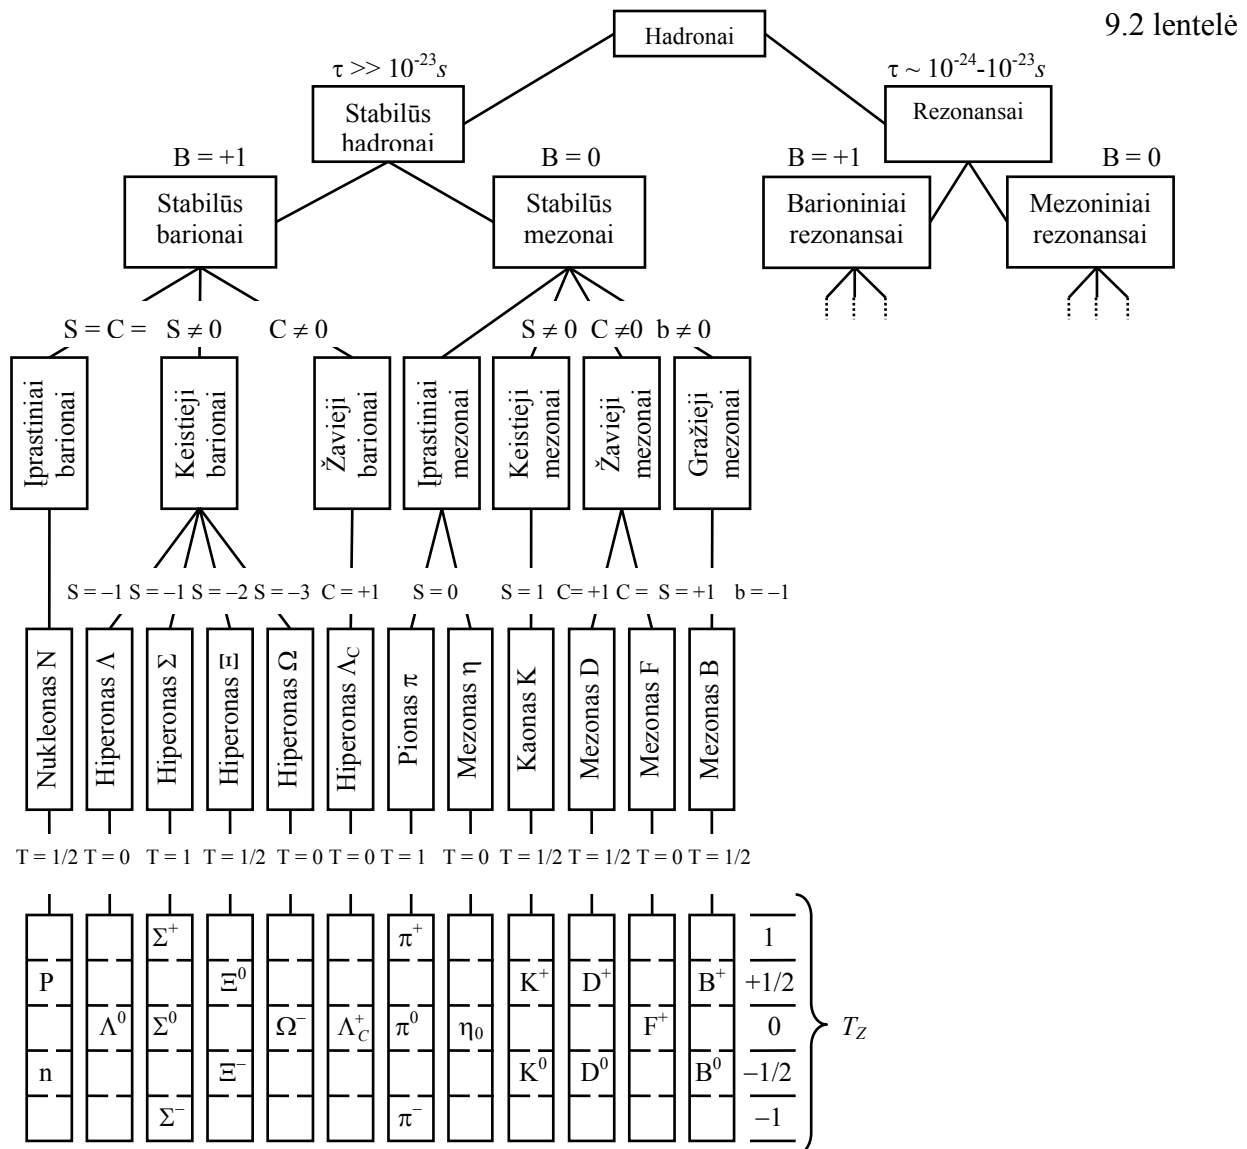 9.2 lentelė
Hadronai
τ >> 10⁻²³s
τ ~ 10⁻²⁴-10⁻²³s
Stabilūs
hadronai
Rezonansai
B = +1
B = 0
B = +1
B = 0
Stabilūs
barionai
Stabilūs
mezonai
Barioniniai
rezonansai
Mezoniniai
rezonansai
S = C =
S ≠ 0
C ≠ 0
S ≠ 0
C ≠0
b ≠ 0
Įprastiniai
barionai
Keistieji
barionai
Žavieji
barionai
Įprastiniai
mezonai
Keistieji
mezonai
Žavieji
mezonai
Gražieji
mezonai
S = –1
S = –1
S = –2
S = –3
C = +1
S = 0
S = 1
C= +1
C =
S = +1
b = –1
Nukleonas N
Hiperonas Λ
Hiperonas Σ
Hiperonas Ξ
Hiperonas Ω
Hiperonas Λ_C
Pionas π
Mezonas η
Kaonas K
Mezonas D
Mezonas F
Mezonas B
T = 1/2 T = 0 T = 1 T = 1/2 T = 0 T = 0 T = 1 T = 0 T = 1/2 T = 1/2 T = 0 T = 1/2
Σ⁺ π⁺ 1
P Ξ⁰ K⁺ D⁺ B⁺ +1/2
Λ⁰ Σ⁰ Ω⁻ Λ_C⁺ π⁰ η₀ F⁺ 0 T_Z
n Ξ⁻ K⁰ D⁰ B⁰ –1/2
Σ⁻ π⁻ –1